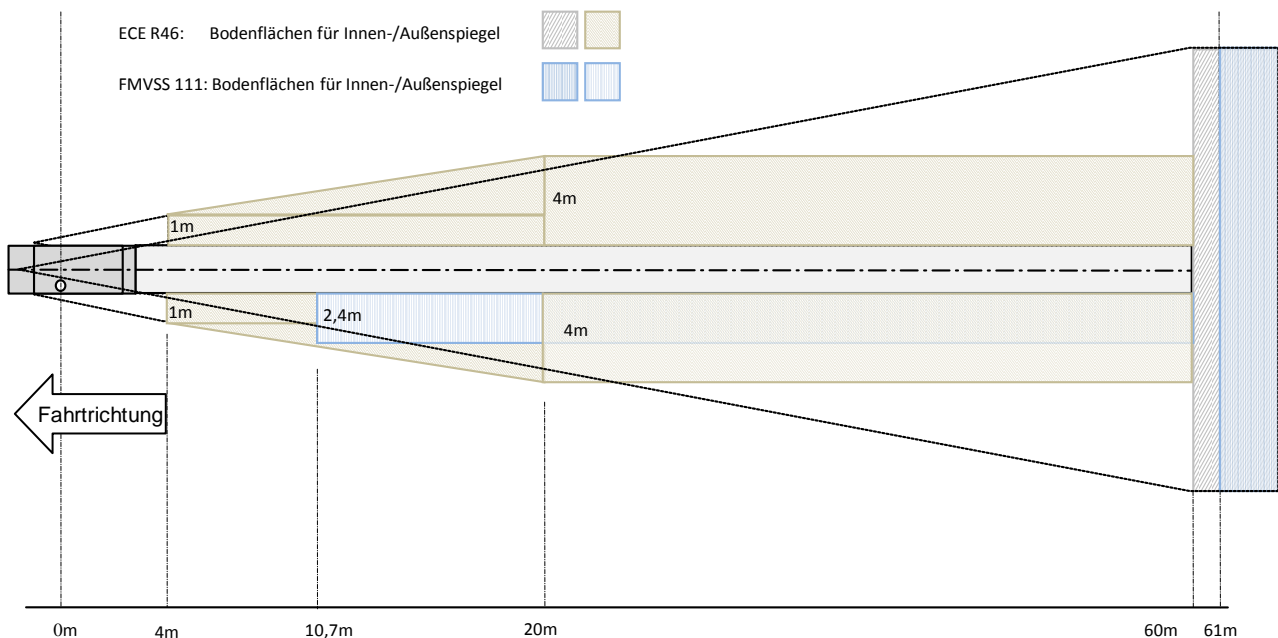 ECE R46: Bodenflächen für Innen-/Außenspiegel
FMVSS 111: Bodenflächen für Innen-/Außenspiegel
4m
1m
1m
2,4m
4m
Fahrtrichtung
0m 4m 10,7m 20m 60m 61m